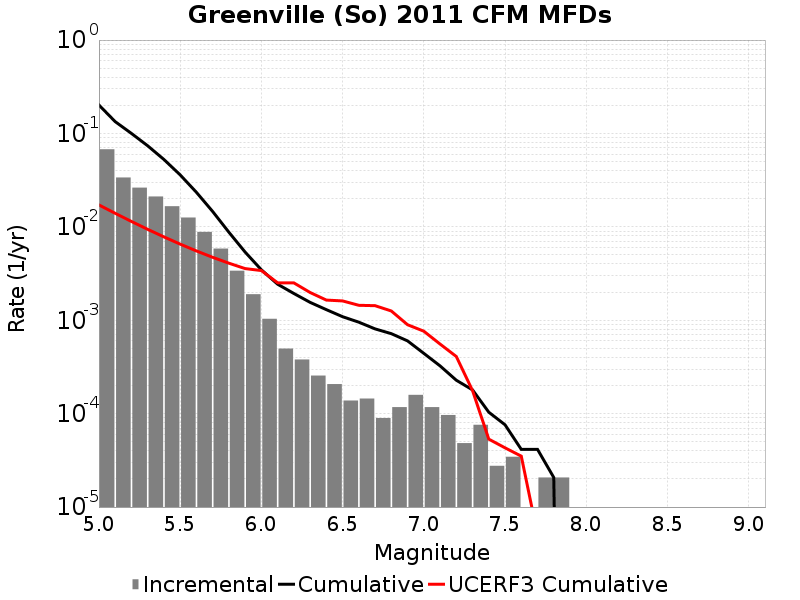 Greenville (So) 2011 CFM MFDs
10^0
10^-1
10^-2
10^-3
10^-4
10^-5
Rate (1/yr)
5.0 5.5 6.0 6.5 7.0 7.5 8.0 8.5 9.0
Magnitude
Incremental Cumulative UCERF3 Cumulative